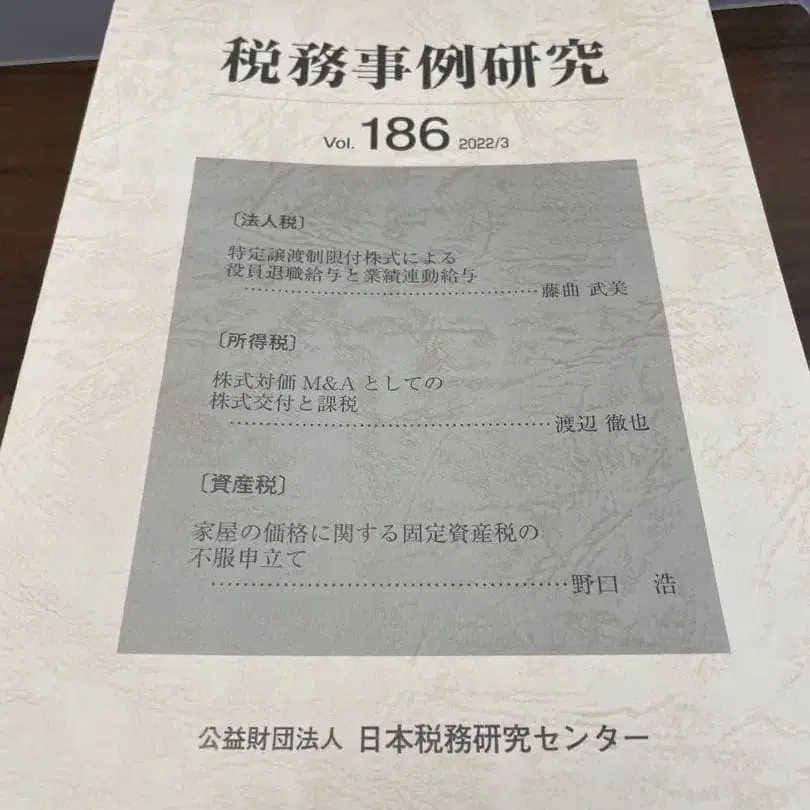 税務事例研究
Vol. 186 2022/3
〔法人税〕
特定譲渡制限付株式による
役員退職給与と業績連動給与
……………………………………藤曲 武美
〔所得税〕
株式対価 M&A としての
株式交付と課税
……………………………………渡辺 徹也
〔資産税〕
家屋の価格に関する固定資産税の
不服申立て
……………………………………野口 浩
公益財団法人 日本税務研究センター